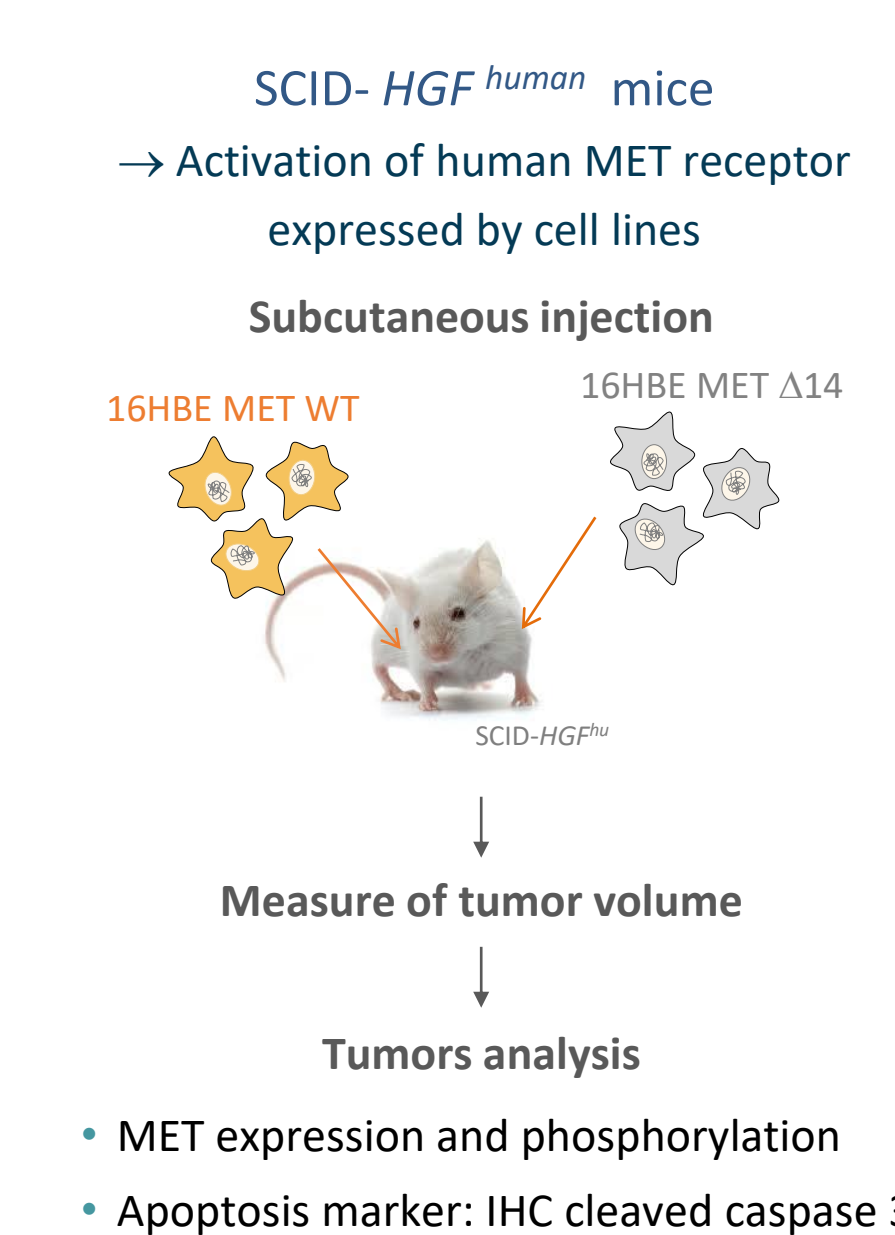 SCID- HGF human mice
→ Activation of human MET receptor
expressed by cell lines
Subcutaneous injection
16HBE MET WT
16HBE MET Δ14
SCID-HGFhu
Measure of tumor volume
Tumors analysis
• MET expression and phosphorylation
• Apoptosis marker: IHC cleaved caspase 3